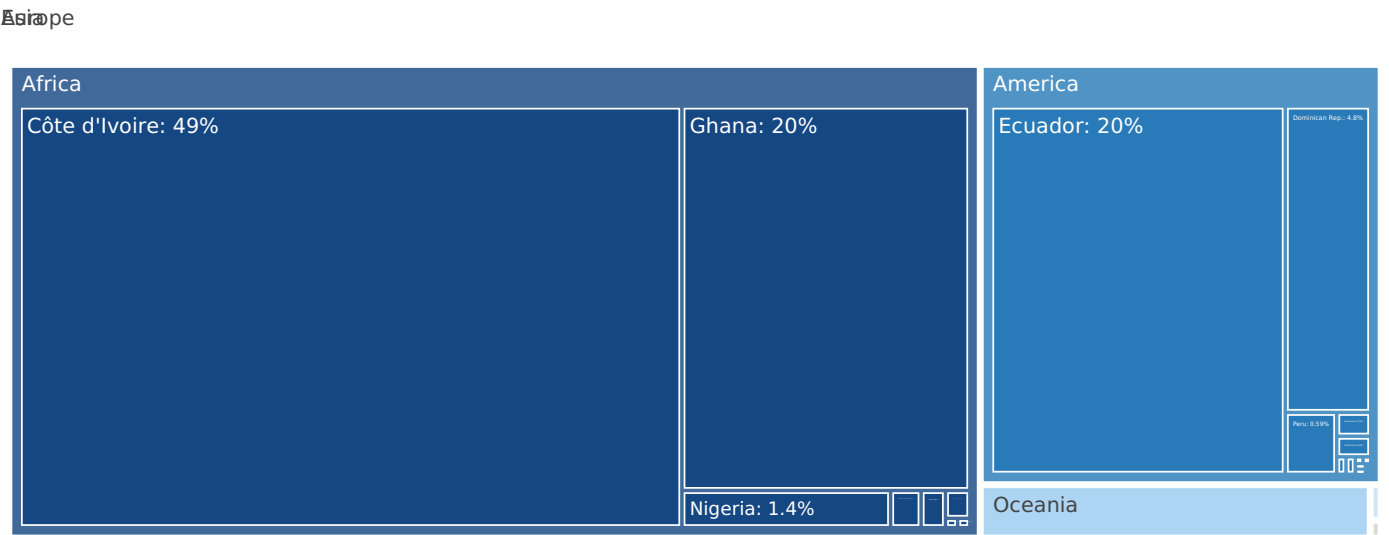 Europe
Africa
America
Côte d'Ivoire: 49%
Ghana: 20%
Ecuador: 20%
Dominican Rep.: 4.8%
Peru: 0.59%
Nigeria: 1.4%
Oceania